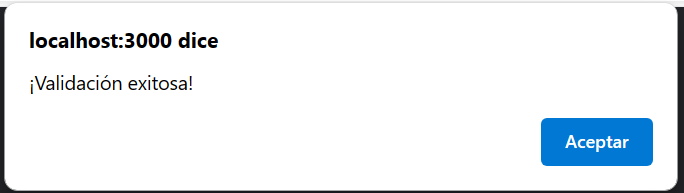 localhost:3000 dice
¡Validación exitosa!
Aceptar